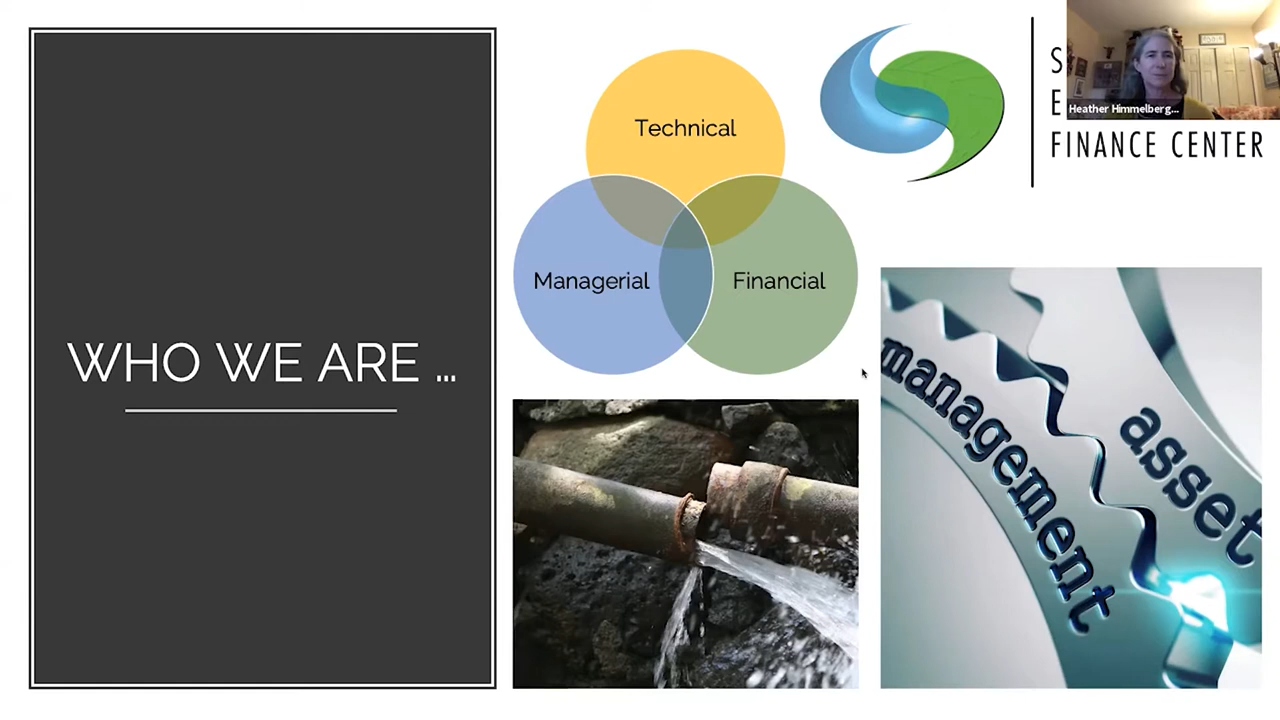 WHO WE ARE ...
Technical
Managerial
Financial
S
E
FINANCE CENTER
Heather Himmelberg...
management
asset